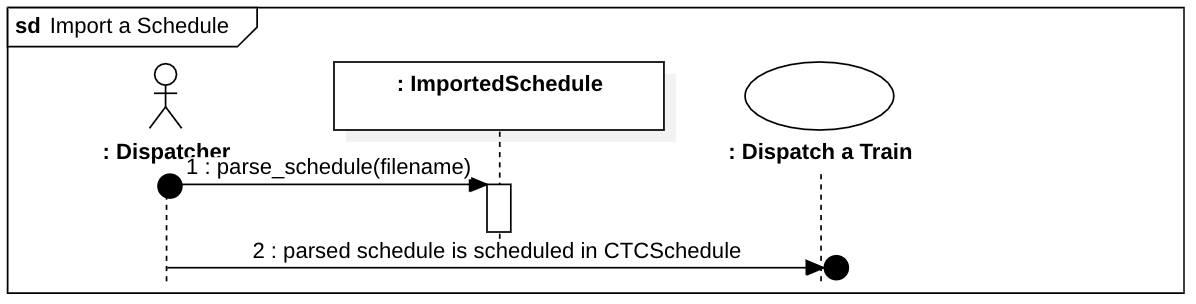 sd Import a Schedule
: ImportedSchedule
: Dispatcher
: Dispatch a Train
1 : parse_schedule(filename)
2 : parsed schedule is scheduled in CTCSchedule